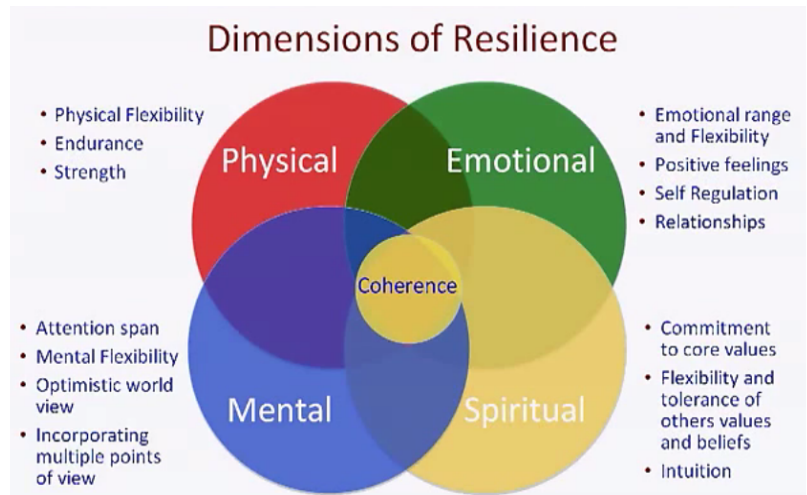 Dimensions of Resilience
• Physical Flexibility
• Endurance
• Strength
Physical
Emotional
• Emotional range
and Flexibility
• Positive feelings
• Self Regulation
• Relationships
Coherence
• Attention span
• Mental Flexibility
• Optimistic world
view
• Incorporating
multiple points
of view
Mental
Spiritual
• Commitment
to core values
• Flexibility and
tolerance of
others values
and beliefs
• Intuition